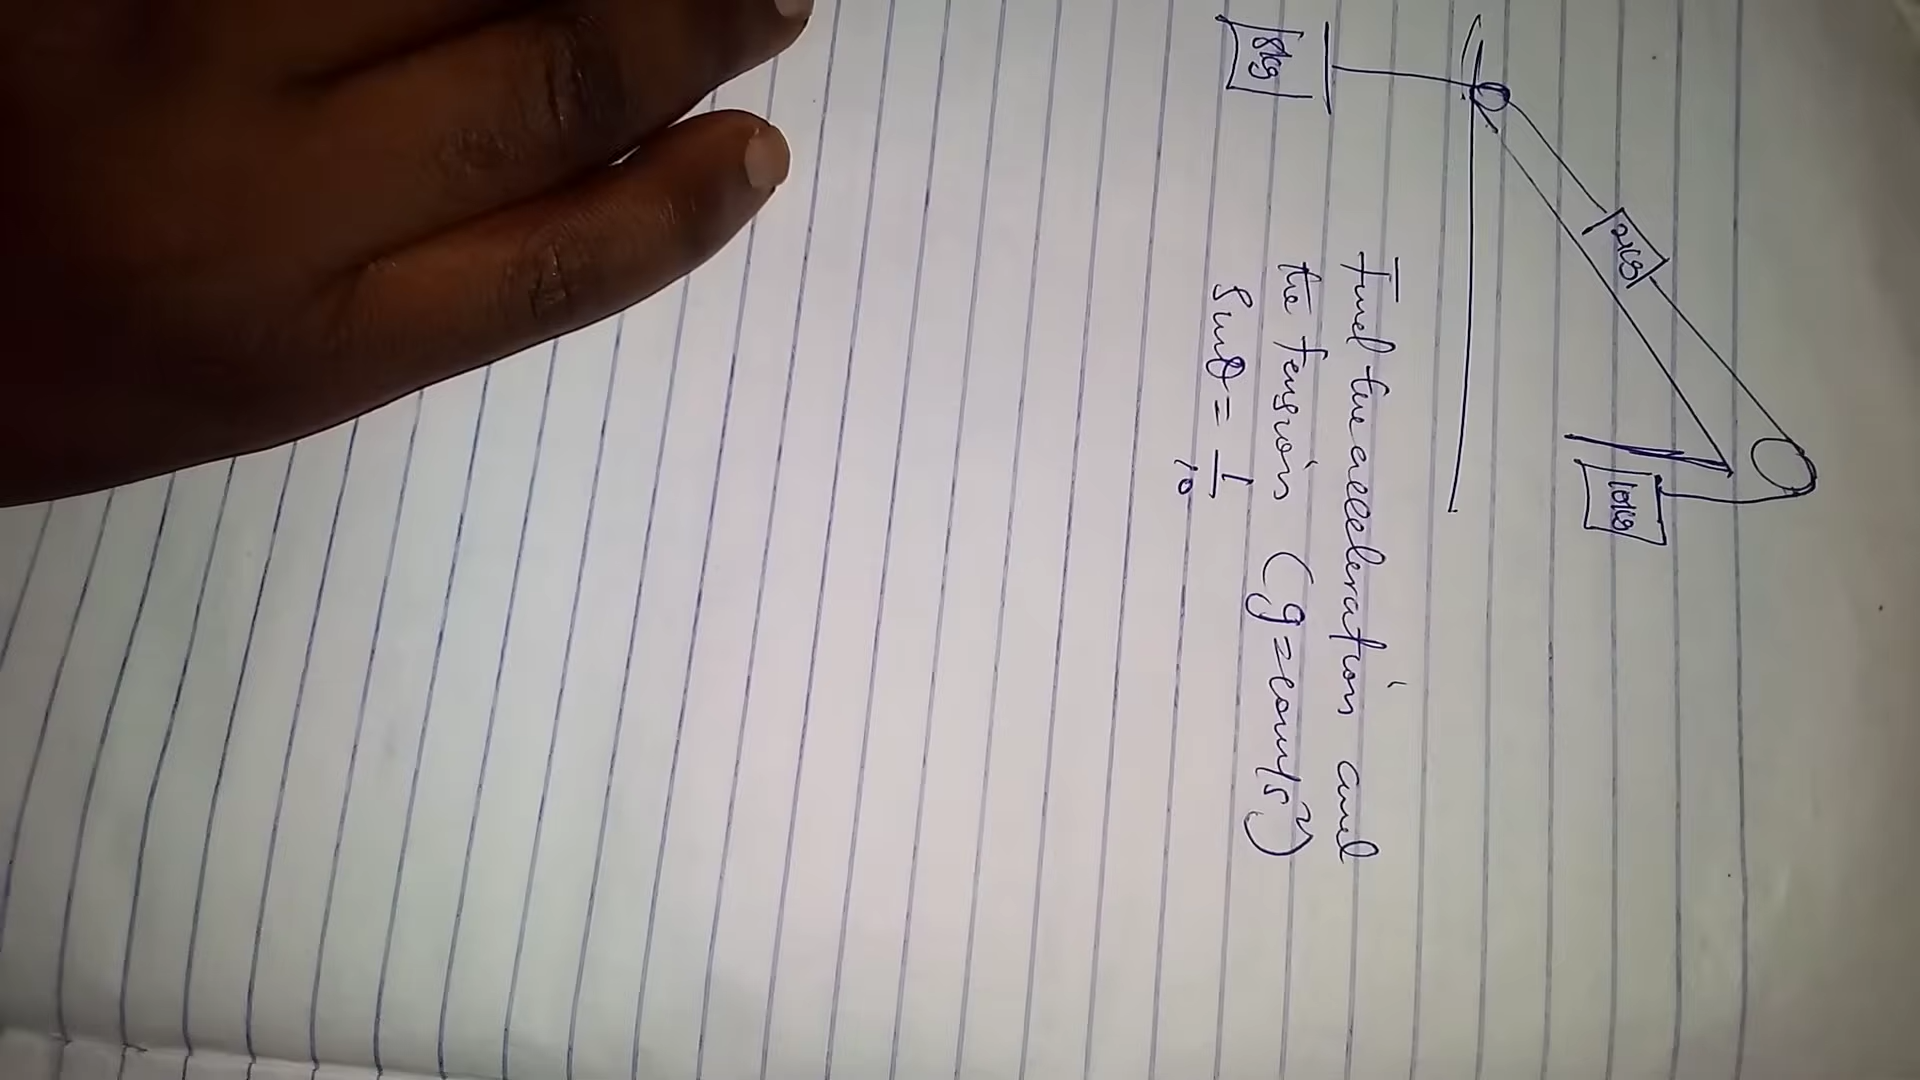 8kg
2kg
10kg
Find the acceleration and
the tension (g=10m/s²)
Sinθ = 1/10